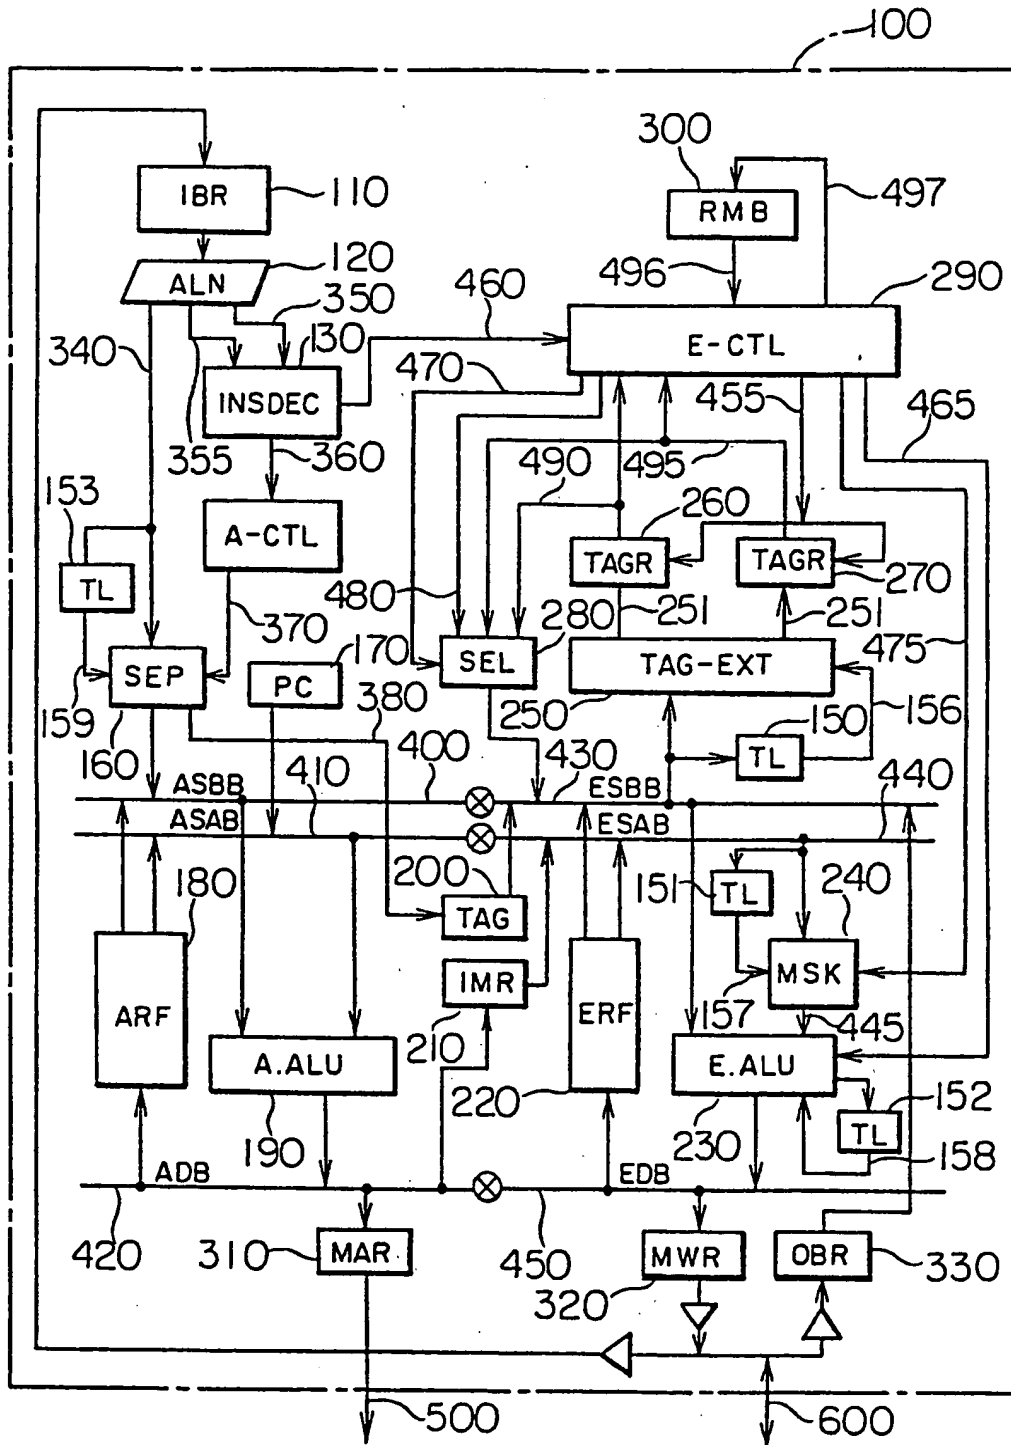 100
300
IBR
110
RMB
497
120
496
290
ALN
350
460
340
130
E-CTL
470
455
465
INSDEC
355
360
490
495
153
260
A-CTL
TAGR
TAGR
270
TL
480
251
251
370
280
475
SEP
170
SEL
TAG-EXT
159
PC
380
250
150
156
160
400
430
TL
ASBB
410
ESBB
440
ASAB
ESAB
180
200
151
TL
240
TAG
IMR
MSK
ARF
ERF
157
445
210
A.ALU
E.ALU
152
220
190
230
TL
158
ADB
EDB
420
310
MAR
450
MWR
OBR
330
320
500
600